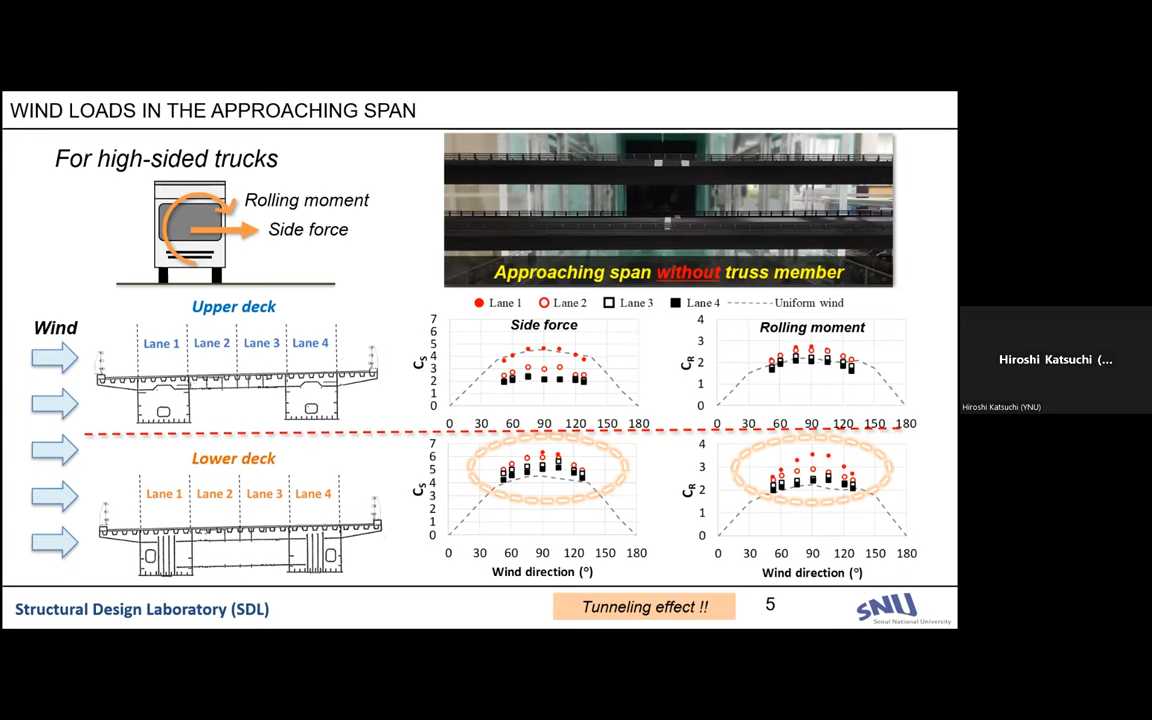 WIND LOADS IN THE APPROACHING SPAN
For high-sided trucks
Rolling moment
Side force
Approaching span without truss member
Lane 1 Lane 2 Lane 3 Lane 4 Uniform wind
Upper deck
Wind
Lane 1 Lane 2 Lane 3 Lane 4
Side force
CS
7
6
5
4
3
2
1
0
0 30 60 90 120 150 180
Rolling moment
CR
4
3
2
1
0
0 30 60 90 120 150 180
Lower deck
Lane 1 Lane 2 Lane 3 Lane 4
CS
7
6
5
4
3
2
1
0
0 30 60 90 120 150 180
Wind direction (°)
CR
4
3
2
1
0
0 30 60 90 120 150 180
Wind direction (°)
Structural Design Laboratory (SDL)
Tunneling effect !!
5
SNU
Seoul National University
Hiroshi Katsuchi (...
Hiroshi Katsuchi (YNU)